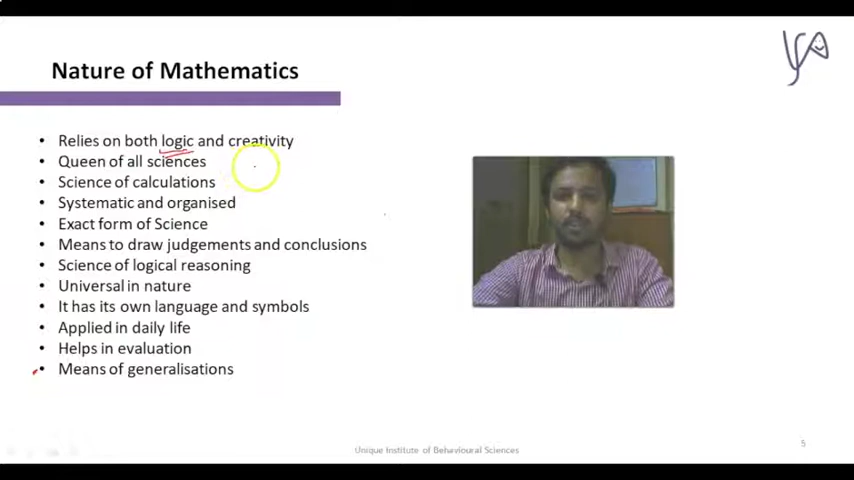 Nature of Mathematics
• Relies on both logic and creativity
• Queen of all sciences
• Science of calculations
• Systematic and organised
• Exact form of Science
• Means to draw judgements and conclusions
• Science of logical reasoning
• Universal in nature
• It has its own language and symbols
• Applied in daily life
• Helps in evaluation
• Means of generalisations
Unique Institute of Behavioural Sciences
5